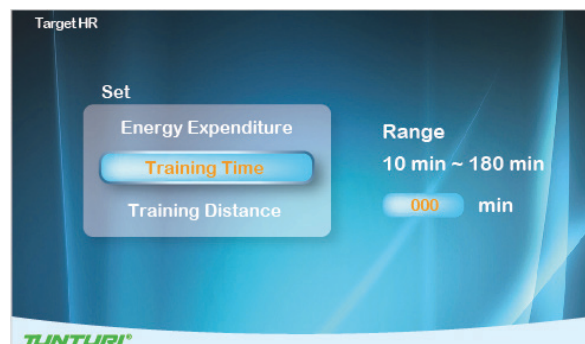 Target HR
Set
Energy Expenditure
Training Time
Training Distance
Range
10 min ~ 180 min
000 min
TUNTURI®